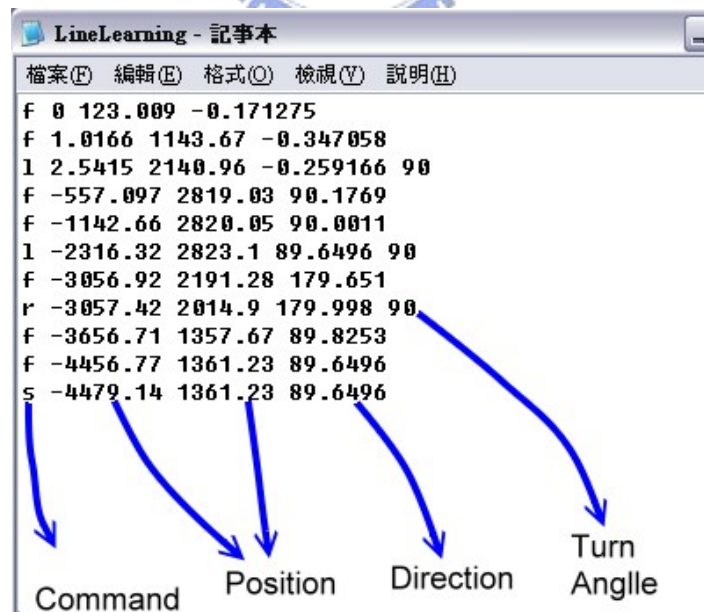 LineLearning - 記事本
檔案(F) 編輯(E) 格式(O) 檢視(V) 說明(H)
f 0 123.009 -0.171275
f 1.0166 1143.67 -0.347058
l 2.5415 2140.96 -0.259166 90
f -557.097 2819.03 90.1769
f -1142.66 2820.05 90.0011
l -2316.32 2823.1 89.6496 90
f -3056.92 2191.28 179.651
r -3057.42 2014.9 179.998 90
f -3656.71 1357.67 89.8253
f -4456.77 1361.23 89.6496
s -4479.14 1361.23 89.6496
Command Position Direction Turn
Anglle